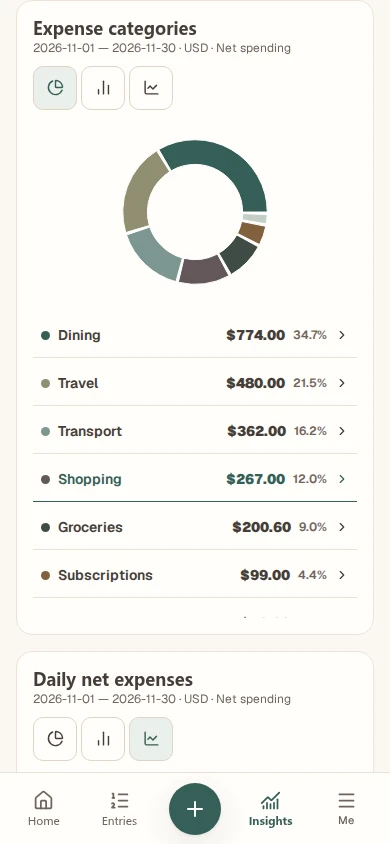 Expense categories
2026-11-01 — 2026-11-30 · USD · Net spending
Dining $774.00 34.7%
Travel $480.00 21.5%
Transport $362.00 16.2%
Shopping $267.00 12.0%
Groceries $200.60 9.0%
Subscriptions $99.00 4.4%
Daily net expenses
2026-11-01 — 2026-11-30 · USD · Net spending
Home Entries Insights Me